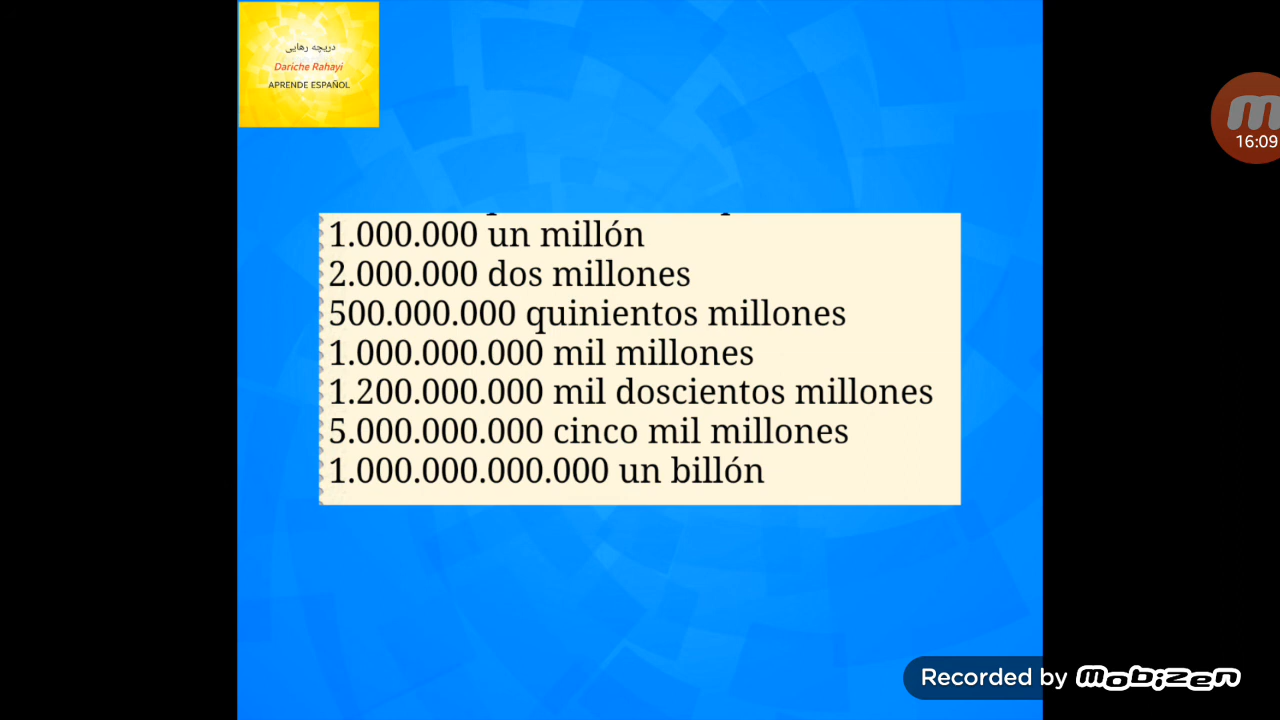 دریچه رهایی
Dariche Rahayi
APRENDE ESPAÑOL
16:09
1.000.000 un millón
2.000.000 dos millones
500.000.000 quinientos millones
1.000.000.000 mil millones
1.200.000.000 mil doscientos millones
5.000.000.000 cinco mil millones
1.000.000.000.000 un billón
Recorded by mobizen